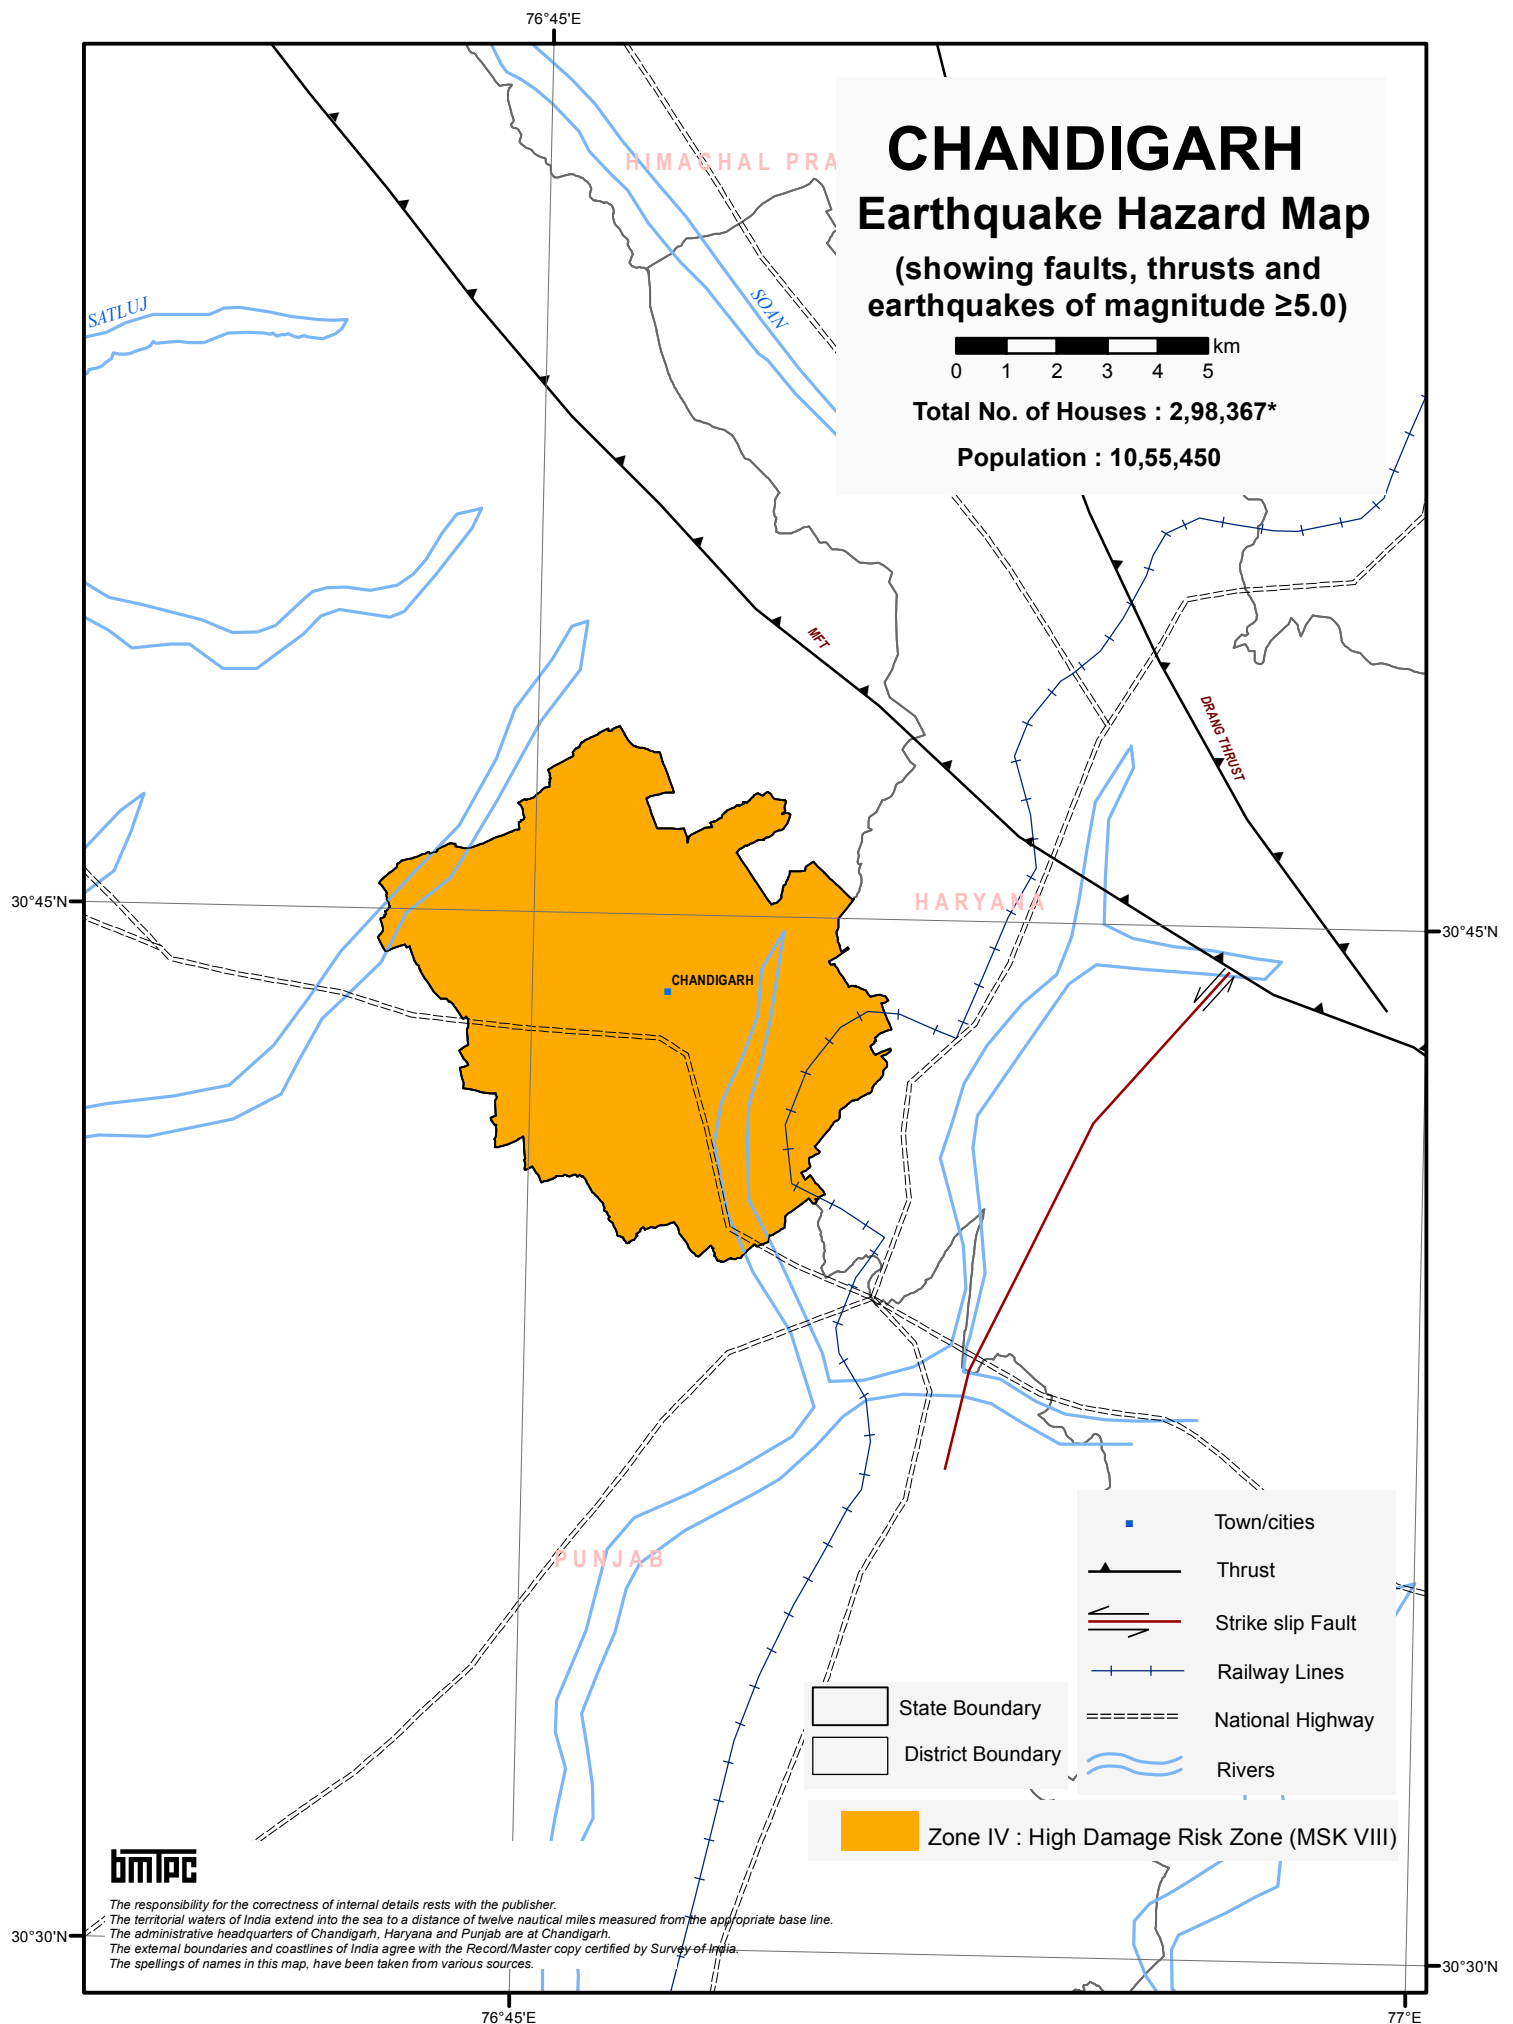 76°45'E
CHANDIGARH
Earthquake Hazard Map
(showing faults, thrusts and
earthquakes of magnitude ≥5.0)
km
0 1 2 3 4 5
Total No. of Houses : 2,98,367*
Population : 10,55,450
HIMACHAL PRA
SATLUJ
SOAN
MFT
DRANG THRUST
30°45'N
HARYANA
30°45'N
CHANDIGARH
PUNJAB
Town/cities
Thrust
Strike slip Fault
Railway Lines
National Highway
Rivers
State Boundary
District Boundary
Zone IV : High Damage Risk Zone (MSK VIII)
bmTpc
The responsibility for the correctness of internal details rests with the publisher.
The territorial waters of India extend into the sea to a distance of twelve nautical miles measured from the appropriate base line.
The administrative headquarters of Chandigarh, Haryana and Punjab are at Chandigarh.
The external boundaries and coastlines of India agree with the Record/Master copy certified by Survey of India.
The spellings of names in this map, have been taken from various sources.
30°30'N
30°30'N
76°45'E
77°E